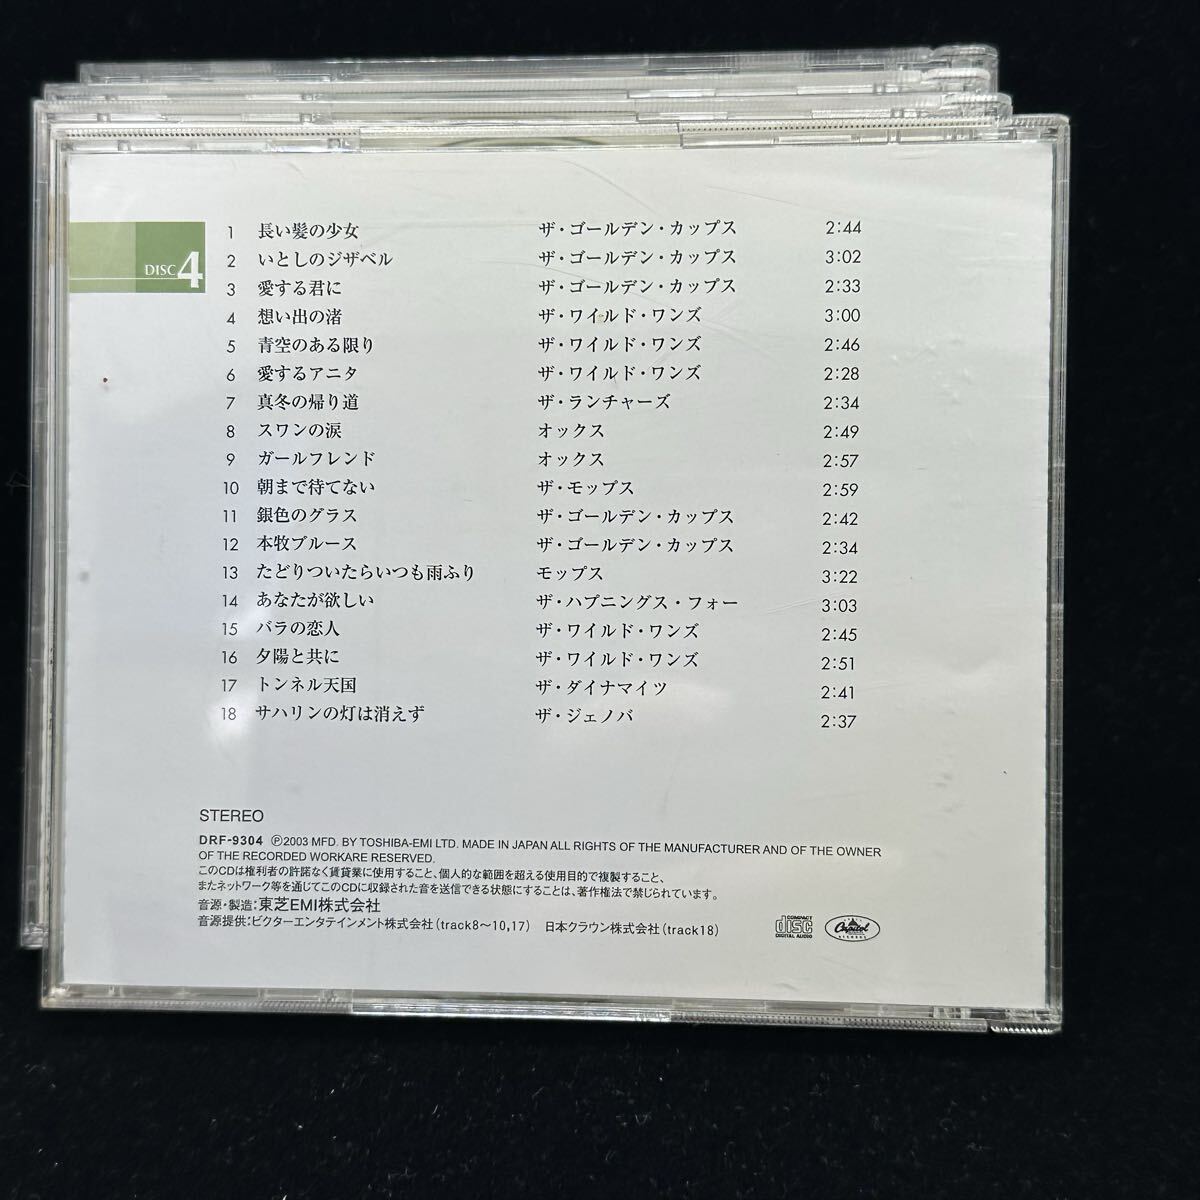 DISC 4
1 長い髪の少女 ザ・ゴールデン・カップス 2:44
2 いとしのジザベル ザ・ゴールデン・カップス 3:02
3 愛する君に ザ・ゴールデン・カップス 2:33
4 想い出の渚 ザ・ワイルド・ワンズ 3:00
5 青空のある限り ザ・ワイルド・ワンズ 2:46
6 愛するアニタ ザ・ワイルド・ワンズ 2:28
7 真冬の帰り道 ザ・ランチャーズ 2:34
8 スワンの涙 オックス 2:49
9 ガールフレンド オックス 2:57
10 朝まで待てない ザ・モップス 2:59
11 銀色のグラス ザ・ゴールデン・カップス 2:42
12 本牧ブルース ザ・ゴールデン・カップス 2:34
13 たどりついたらいつも雨ふり モップス 3:22
14 あなたが欲しい ザ・ハプニングス・フォー 3:03
15 バラの恋人 ザ・ワイルド・ワンズ 2:45
16 夕陽と共に ザ・ワイルド・ワンズ 2:51
17 トンネル天国 ザ・ダイナマイツ 2:41
18 サハリンの灯は消えず ザ・ジェノバ 2:37
STEREO
DRF-9304 ℗2003 MFD. BY TOSHIBA-EMI LTD. MADE IN JAPAN ALL RIGHTS OF THE MANUFACTURER AND OF THE OWNER
OF THE RECORDED WORKARE RESERVED.
このCDは権利者の許諾なく賃貸業に使用すること、個人的な範囲を超える使用目的で複製すること、
またネットワーク等を通じてこのCDに収録された音を送信できる状態にすることは、著作権法で禁じられています。
音源・製造:東芝EMI株式会社
音源提供:ビクターエンタテインメント株式会社(track8〜10,17) 日本クラウン株式会社(track18)
COMPACT
disc
DIGITAL AUDIO
Capitol
RECORDS